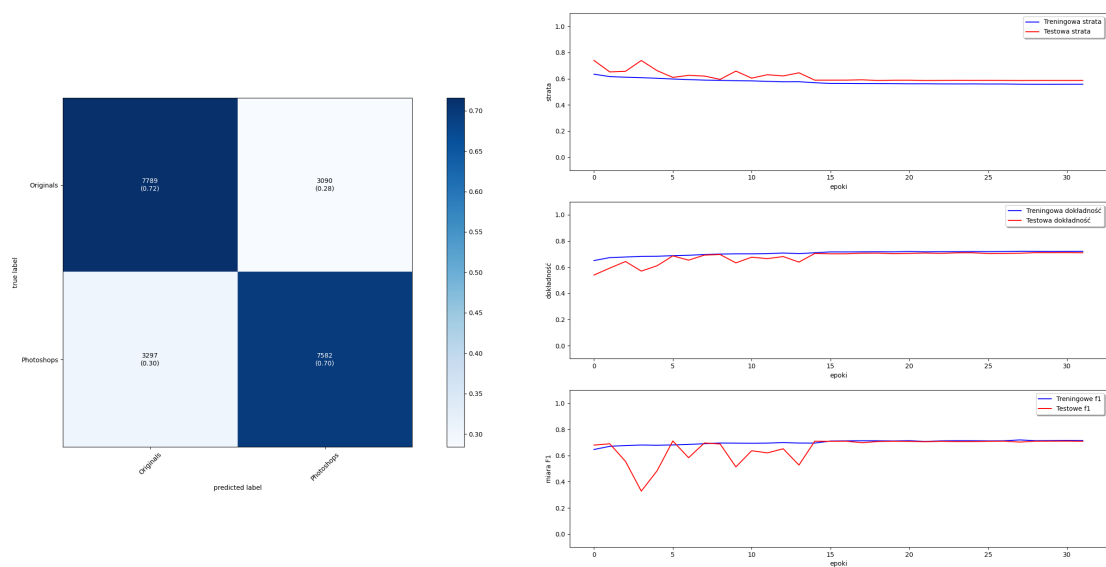 7789
(0.72)
3090
(0.28)
3297
(0.30)
7582
(0.70)
Originals
Photoshops
true label
Originals
Photoshops
predicted label
0.70
0.65
0.60
0.55
0.50
0.45
0.40
0.35
0.30
Treningowa strata
Testowa strata
1.0
0.8
0.6
0.4
0.2
0.0
strata
0 5 10 15 20 25 30
epoki
Treningowa dokładność
Testowa dokładność
1.0
0.8
0.6
0.4
0.2
0.0
dokładność
0 5 10 15 20 25 30
epoki
Treningowe f1
Testowe f1
1.0
0.8
0.6
0.4
0.2
0.0
miara F1
0 5 10 15 20 25 30
epoki